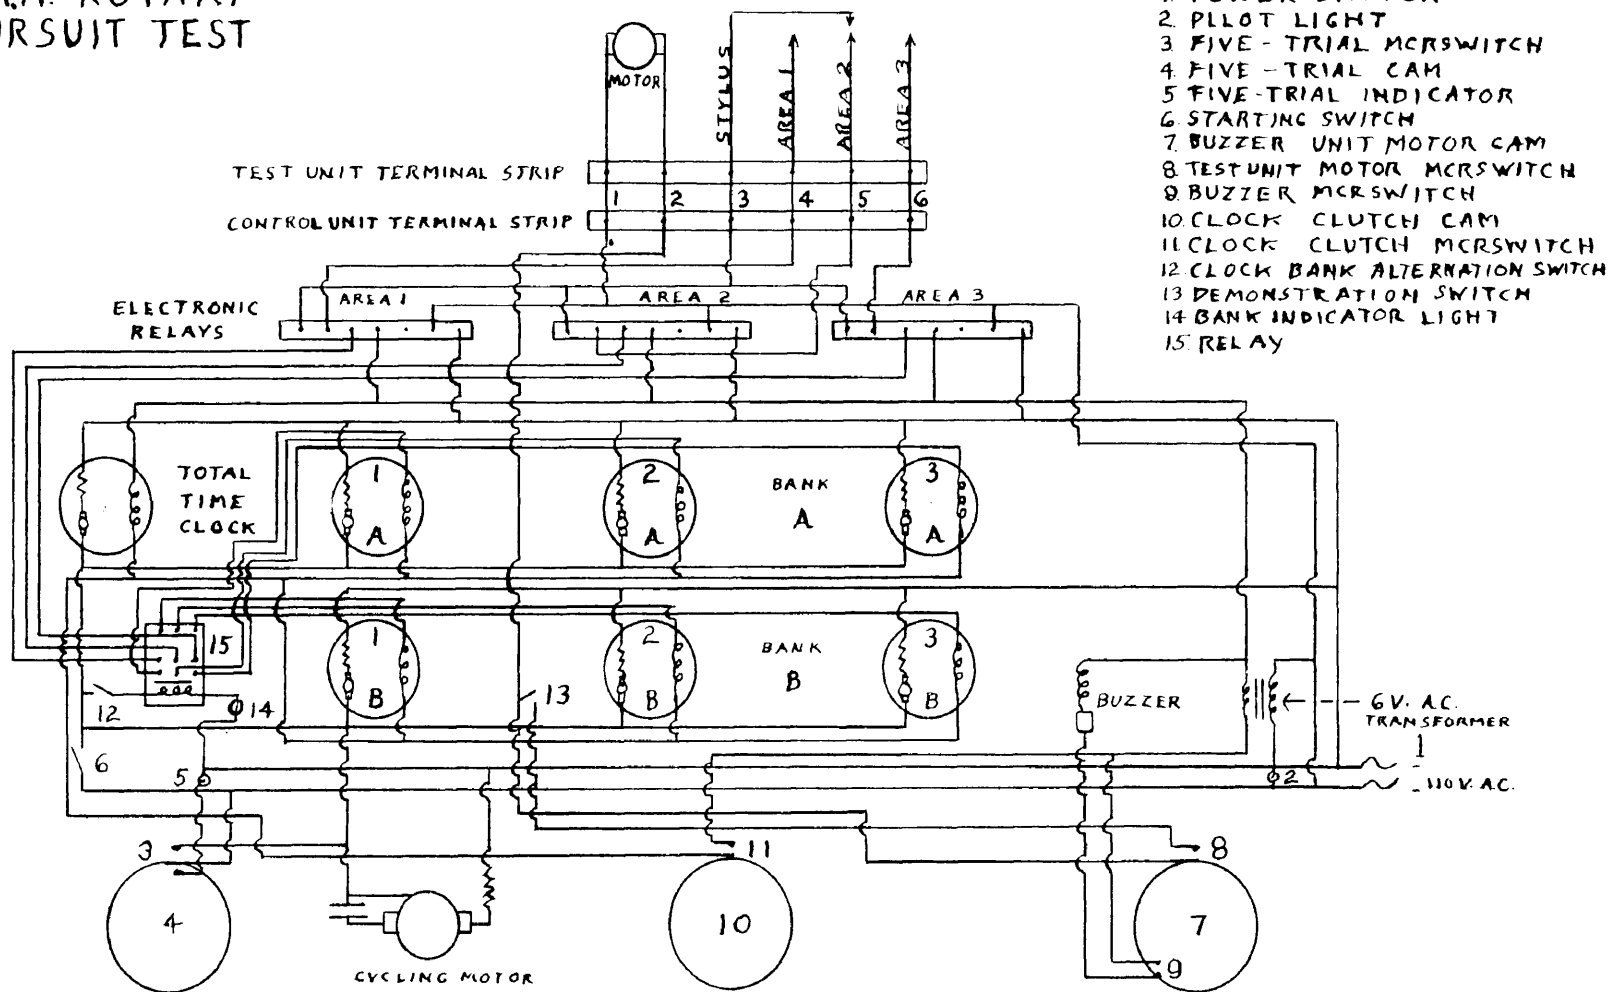 ROTARY
PURSUIT TEST
1. POWER SWITCH
2. PILOT LIGHT
3 FIVE - TRIAL MCRSWITCH
4. FIVE - TRIAL CAM
5 FIVE-TRIAL INDICATOR
6. STARTING SWITCH
7. BUZZER UNIT MOTOR CAM
8. TEST UNIT MOTOR MCRSWITCH
9. BUZZER MCRSWITCH
10. CLOCK CLUTCH CAM
11. CLOCK CLUTCH MCRSWITCH
12. CLOCK BANK ALTERNATION SWITCH
13 DEMONSTRATION SWITCH
14 BANK INDICATOR LIGHT
15. RELAY
MOTOR
STYLUS
AREA 1
AREA 2
AREA 3
TEST UNIT TERMINAL STRIP
1 2 3 4 5 6
CONTROL UNIT TERMINAL STRIP
ELECTRONIC
RELAYS
AREA 1
AREA 2
AREA 3
TOTAL
TIME
CLOCK
1
A
2
A
BANK
A
3
A
15
1
B
2
B
BANK
B
3
B
12
14
13
BUZZER
6 V. A.C.
TRANSFORMER
6
5
2
1
110 V. A.C.
3
11
8
4
10
7
9
CYCLING MOTOR